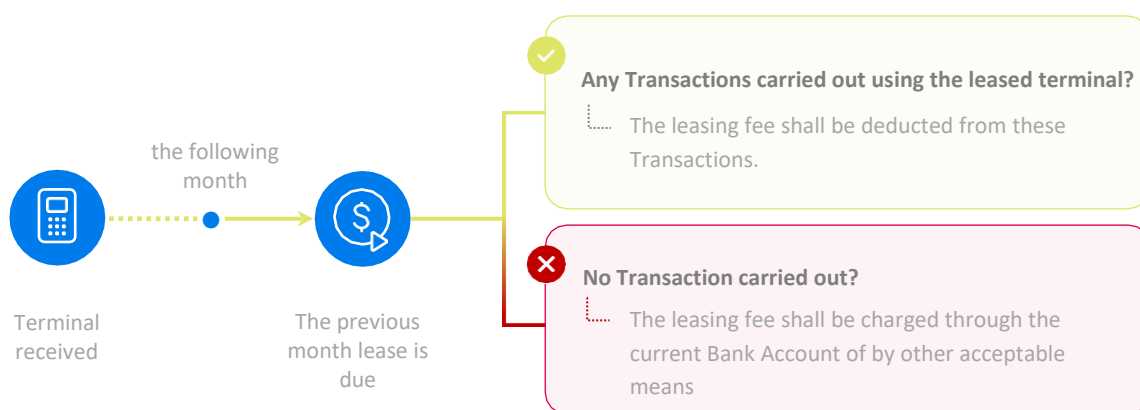 Terminal
received
the following
month
$
The previous
month lease is
due
Any Transactions carried out using the leased terminal?
The leasing fee shall be deducted from these
Transactions.
No Transaction carried out?
The leasing fee shall be charged through the
current Bank Account of by other acceptable
means